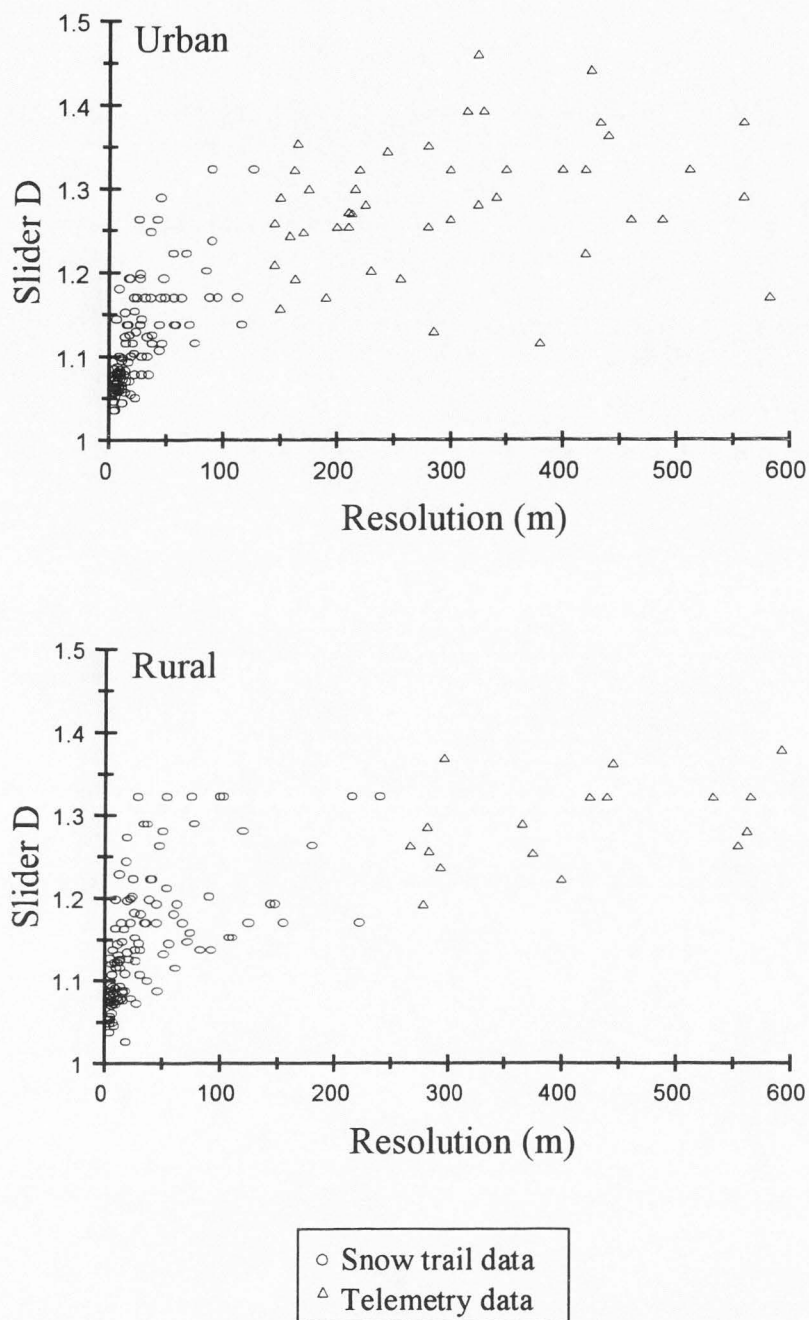 Urban
Slider D
1.5
1.4
1.3
1.2
1.1
1
0 100 200 300 400 500 600
Resolution (m)
Rural
Slider D
1.5
1.4
1.3
1.2
1.1
1
0 100 200 300 400 500 600
Resolution (m)
Snow trail data
Telemetry data